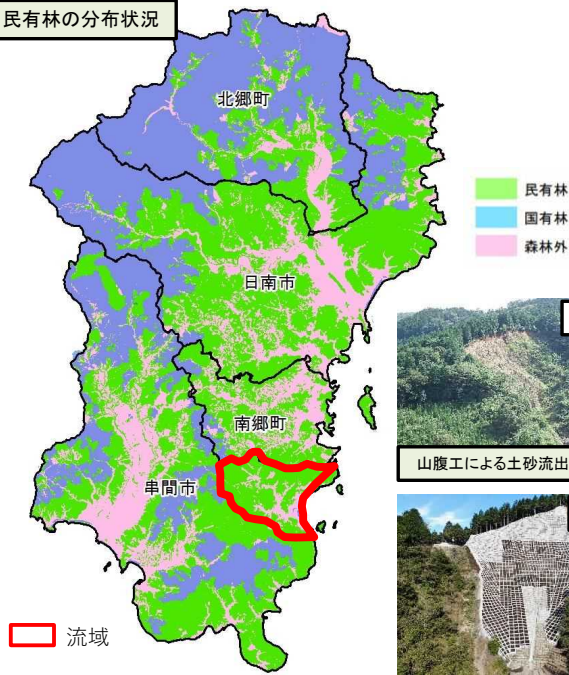 民有林の分布状況
北郷町
民有林
国有林
森林外
日南市
南郷町
山腹工による土砂流出
串間市
流域